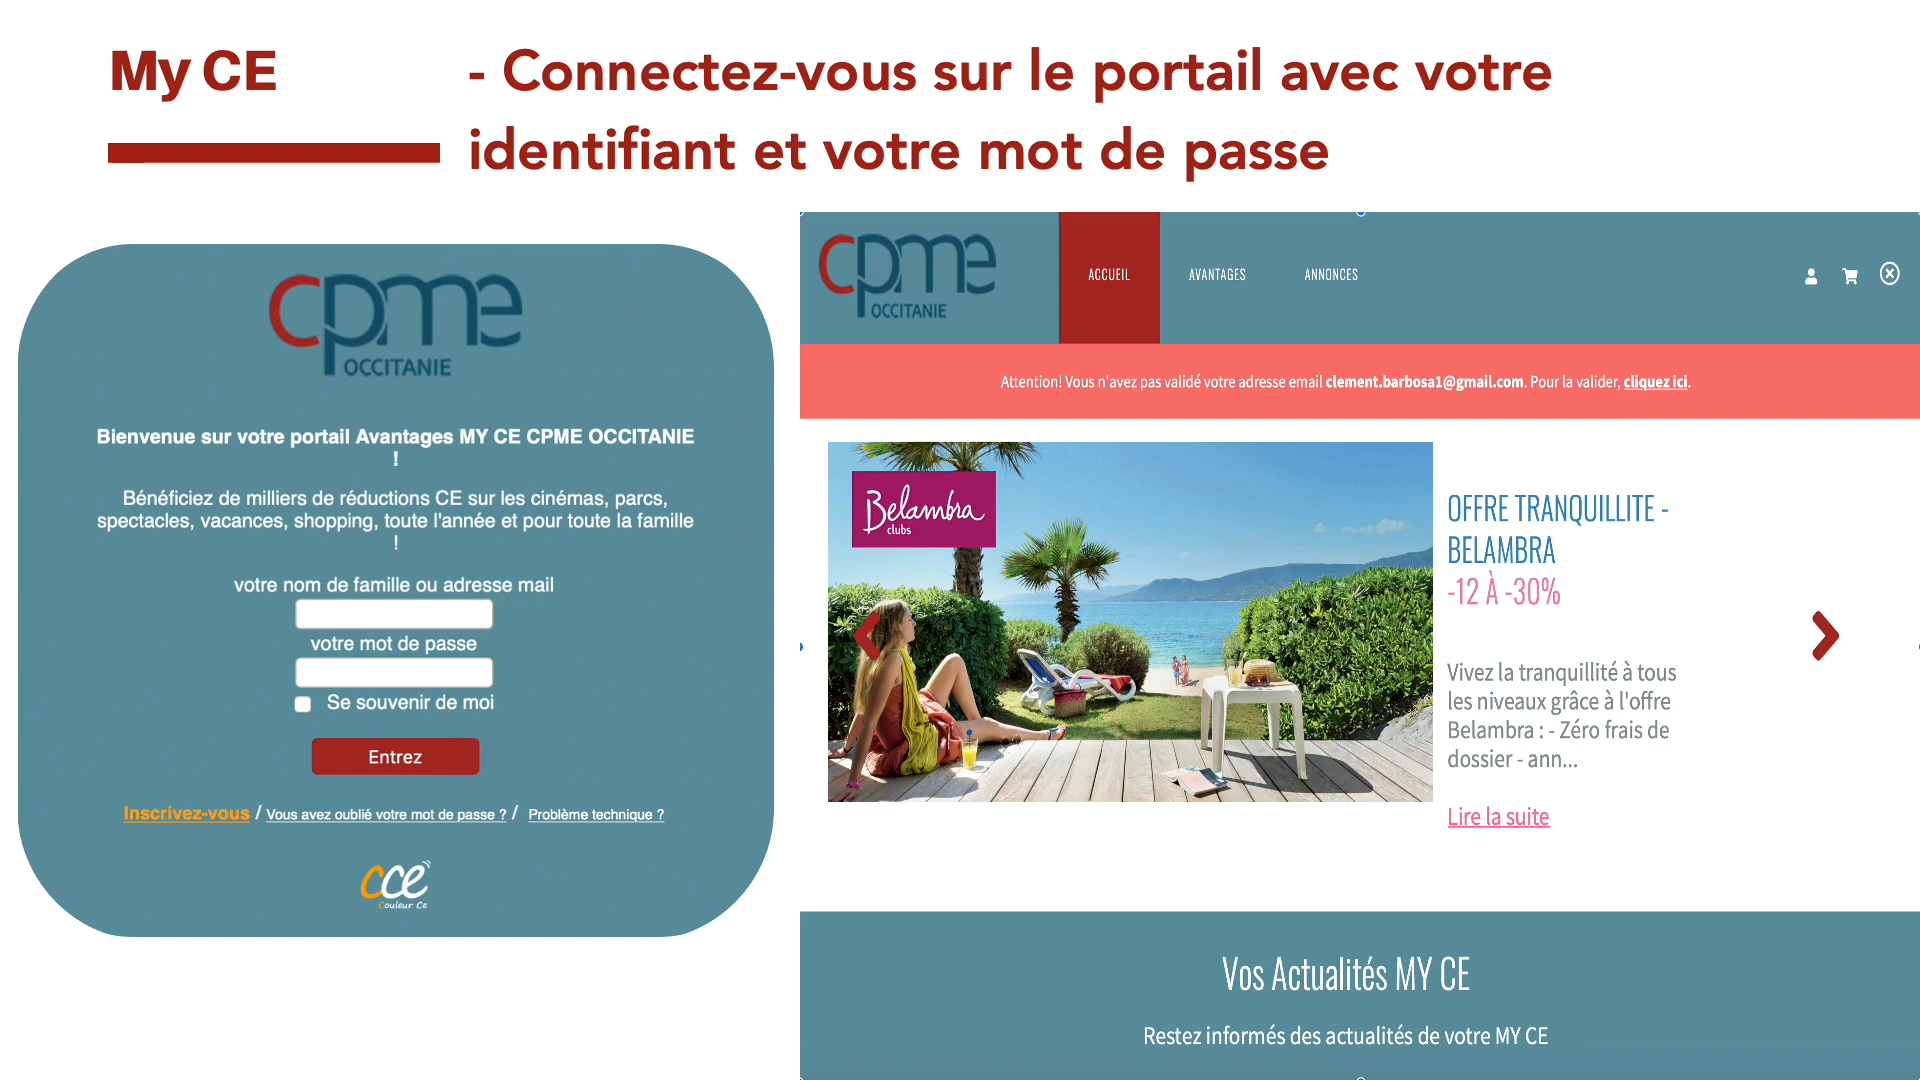 My CE
- Connectez-vous sur le portail avec votre
identifiant et votre mot de passe
cpme
OCCITANIE
Bienvenue sur votre portail Avantages MY CE CPME OCCITANIE
!
Bénéficiez de milliers de réductions CE sur les cinémas, parcs,
spectacles, vacances, shopping, toute l'année et pour toute la famille
!
votre nom de famille ou adresse mail
votre mot de passe
Se souvenir de moi
Entrez
Inscrivez-vous / Vous avez oublié votre mot de passe ? / Problème technique ?
cce
Couleur Ce
cpme
OCCITANIE
ACCUEIL
AVANTAGES
ANNONCES
Attention! Vous n'avez pas validé votre adresse email clement.barbosa1@gmail.com. Pour la valider, cliquez ici.
Belambra
clubs
OFFRE TRANQUILLITE -
BELAMBRA
-12 À -30%
Vivez la tranquillité à tous
les niveaux grâce à l'offre
Belambra : - Zéro frais de
dossier - ann...
Lire la suite
Vos Actualités MY CE
Restez informés des actualités de votre MY CE